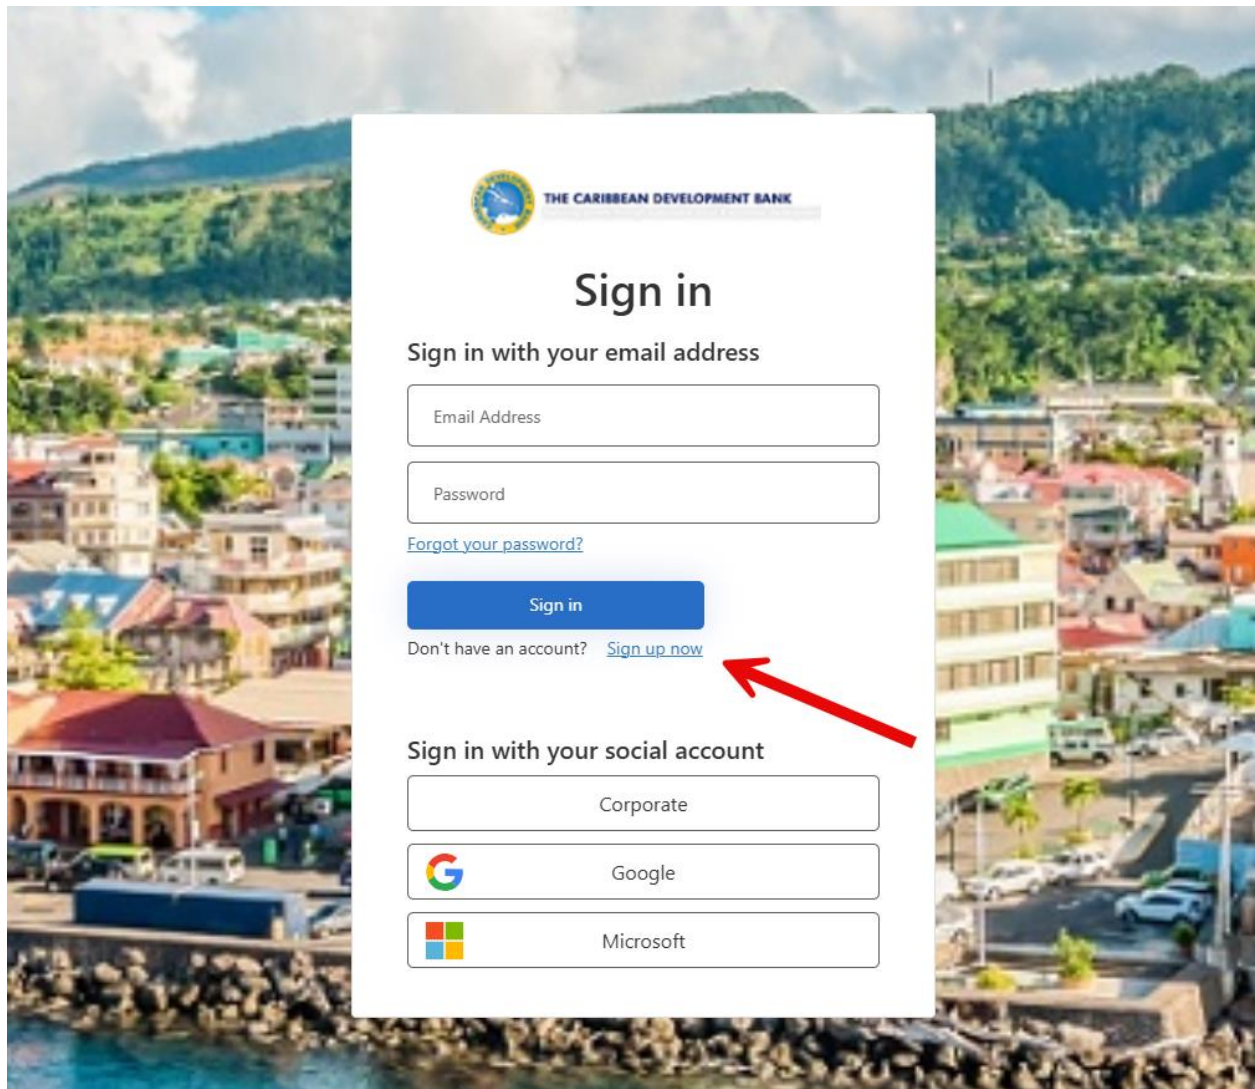 THE CARIBBEAN DEVELOPMENT BANK
Sign in
Sign in with your email address
Email Address
Password
Forgot your password?
Sign in
Don't have an account? Sign up now
Sign in with your social account
Corporate
Google
Microsoft